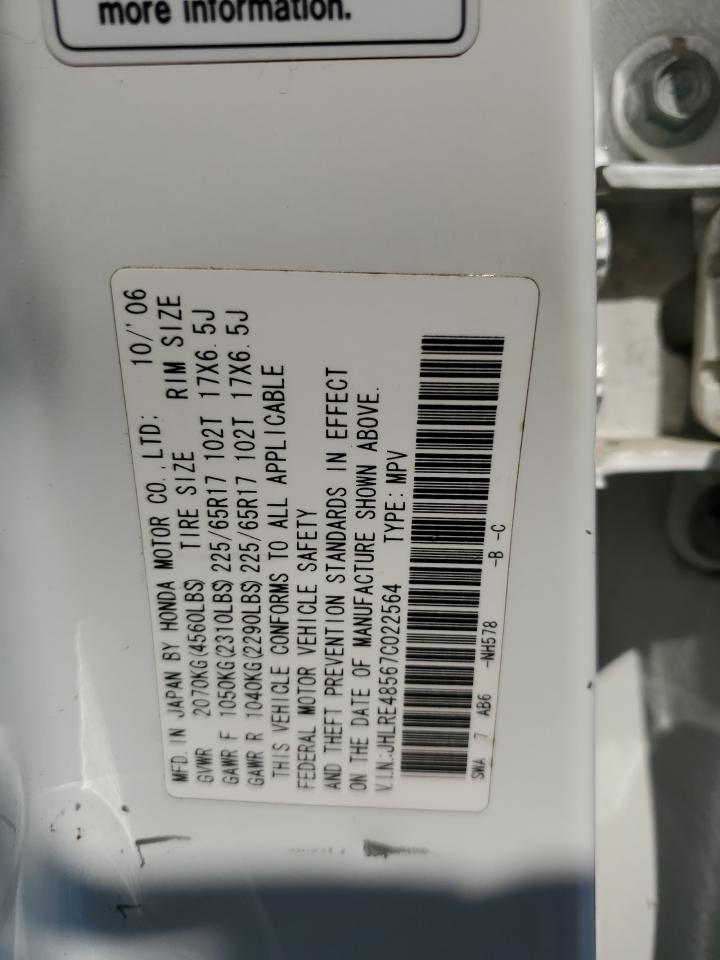 more information.
MFD. IN JAPAN BY HONDA MOTOR CO., LTD; 10/'06
GVWR 2070KG(4560LBS) TIRE SIZE RIM SIZE
GAWR F 1050KG(2310LBS) 225/65R17 102T 17X6.5J
GAWR R 1040KG(2290LBS) 225/65R17 102T 17X6.5J
THIS VEHICLE CONFORMS TO ALL APPLICABLE
FEDERAL MOTOR VEHICLE SAFETY
AND THEFT PREVENTION STANDARDS IN EFFECT
ON THE DATE OF MANUFACTURE SHOWN ABOVE.
V.I.N:JHLRE48567C022564 TYPE: MPV
SWA 7 AB6 -NH578 -B -C